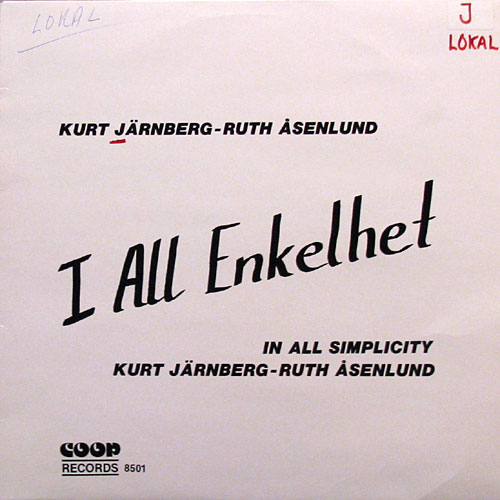 LOKAL
J
LOKAL
KURT JÄRNBERG-RUTH ÅSENLUND
I All Enkelhet
IN ALL SIMPLICITY
KURT JÄRNBERG-RUTH ÅSENLUND
COOP
RECORDS 8501